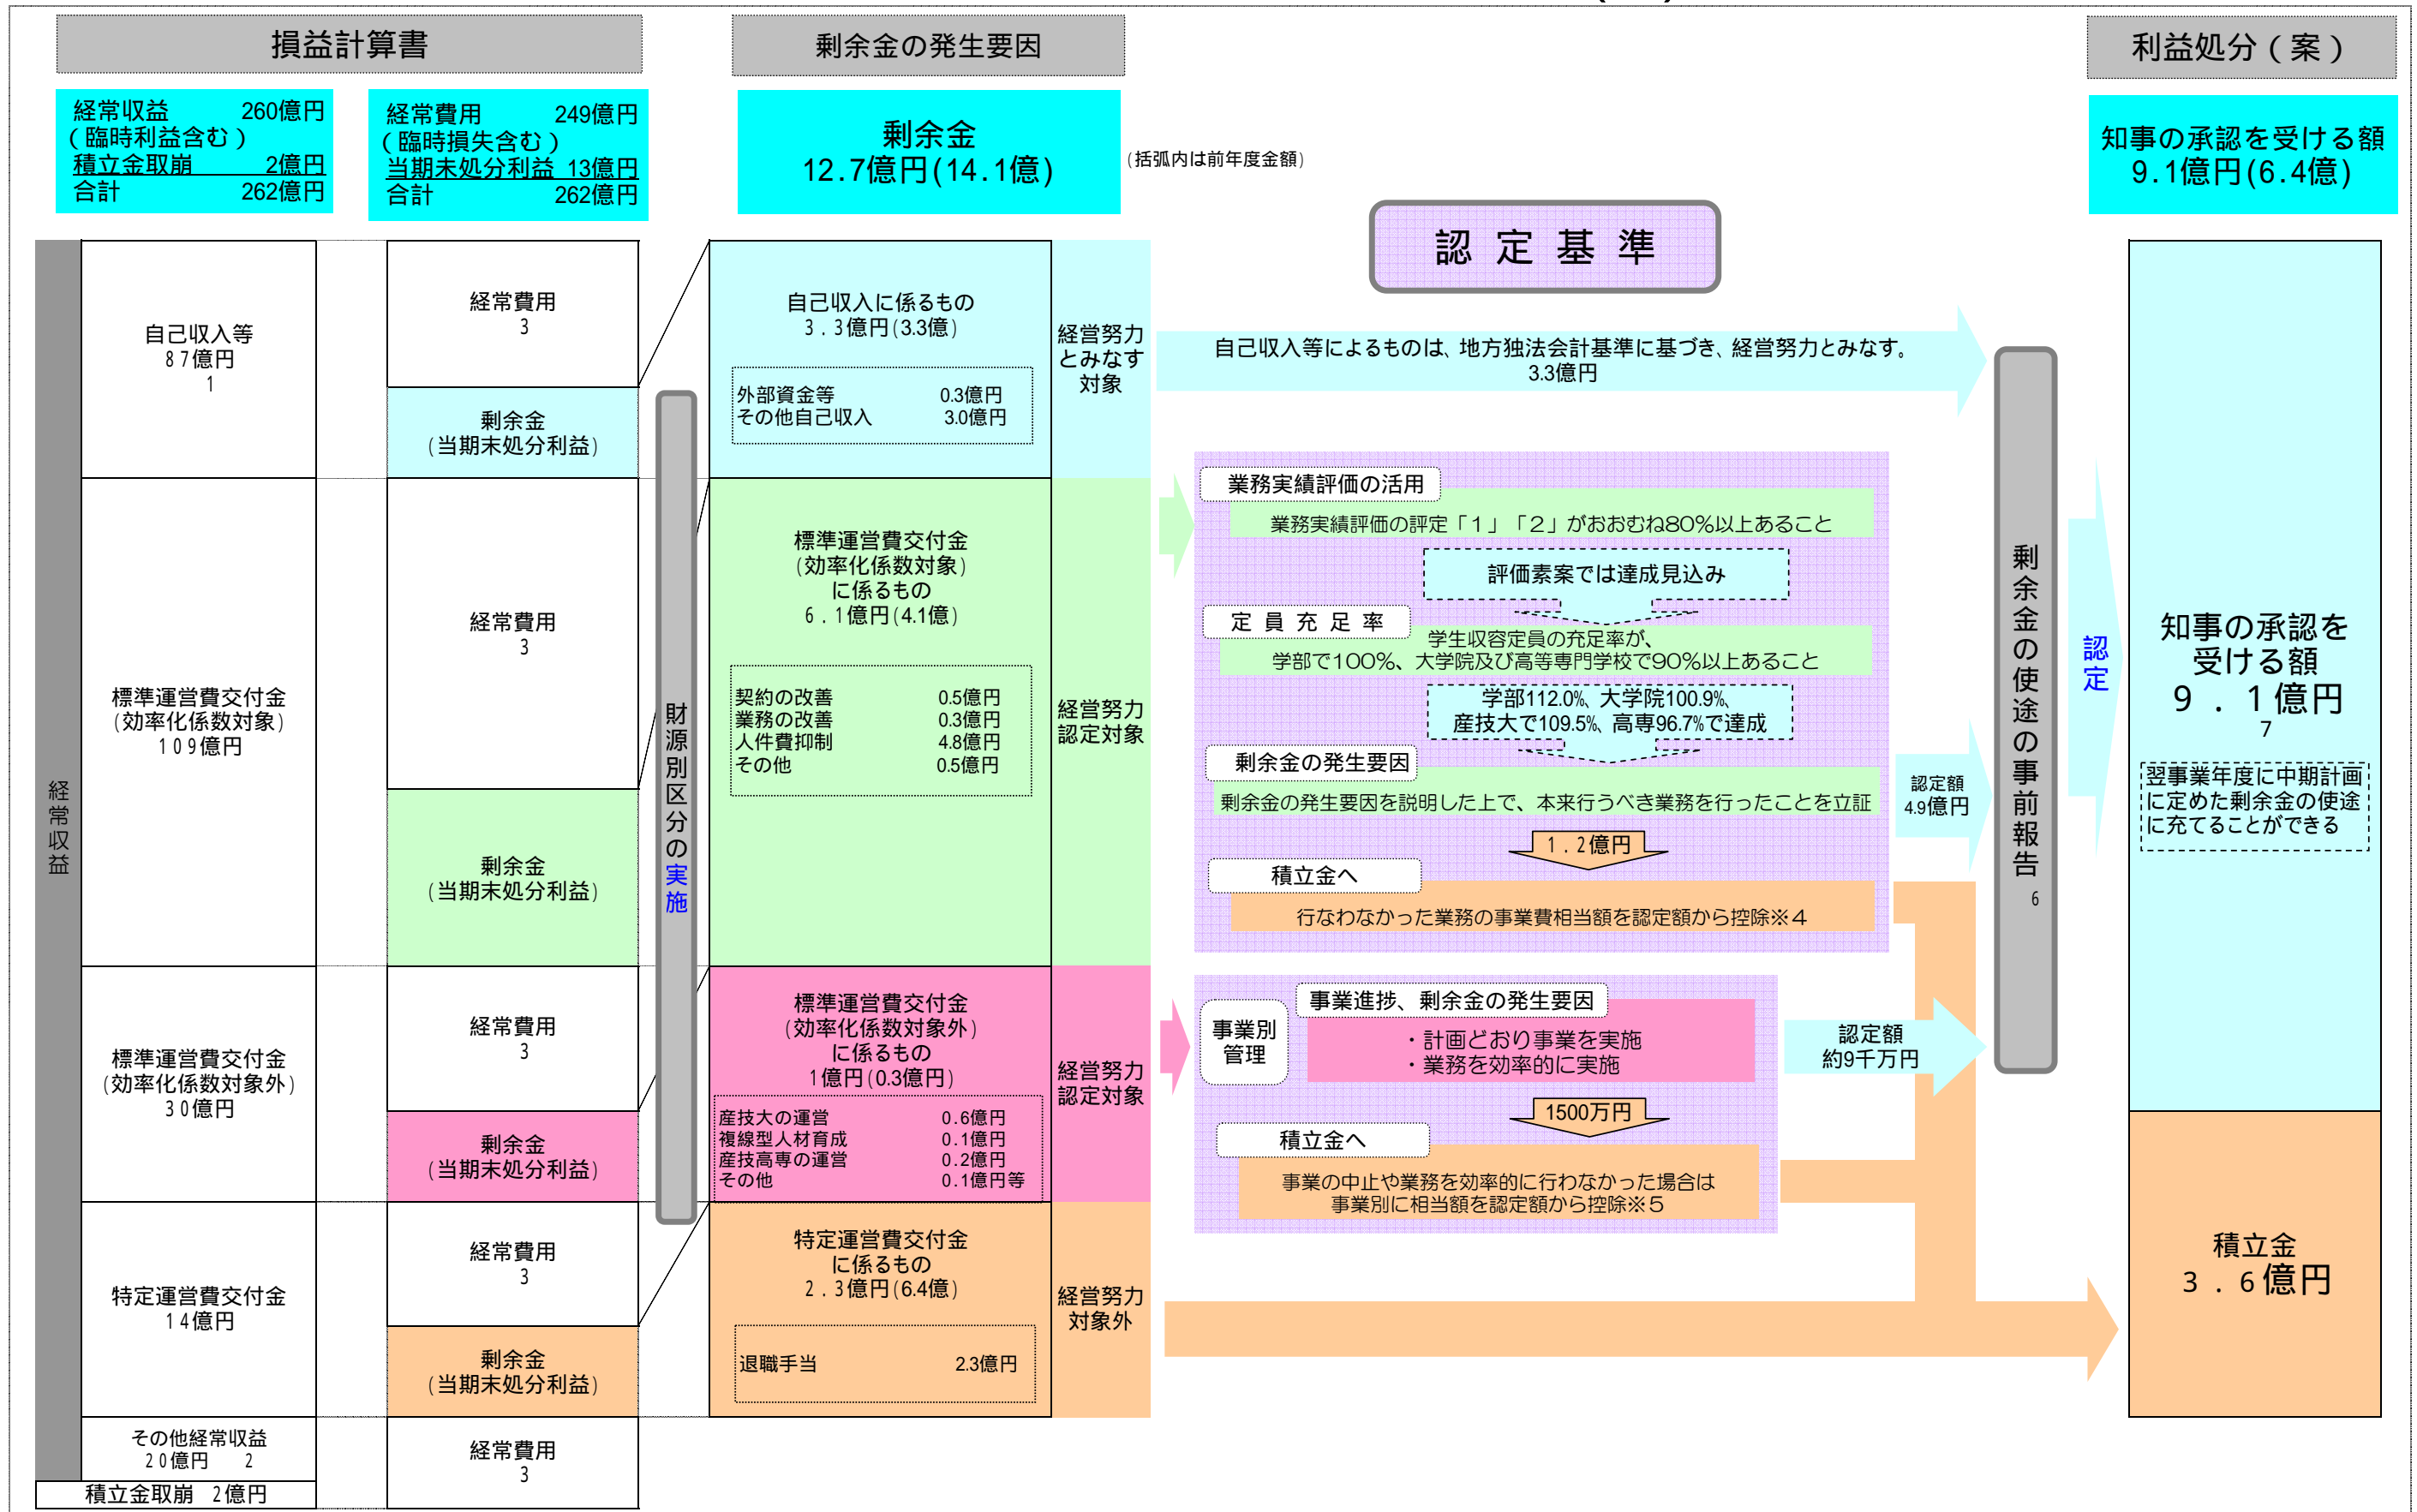 損益計算書
剰余金の発生要因
利益処分(案)
経常収益 260億円
(臨時利益含む)
積立金取崩 2億円
合計 262億円
経常費用 249億円
(臨時損失含む)
当期未処分利益 13億円
合計 262億円
剰余金
12.7億円(14.1億)
(括弧内は前年度金額)
知事の承認を受ける額
9.1億円(6.4億)
認定基準
経常収益
自己収入等
87億円
1
標準運営費交付金
(効率化係数対象)
109億円
標準運営費交付金
(効率化係数対象外)
30億円
特定運営費交付金
14億円
その他経常収益
20億円 2
積立金取崩 2億円
経常費用
3
剰余金
(当期末処分利益)
経常費用
3
剰余金
(当期末処分利益)
経常費用
3
剰余金
(当期末処分利益)
経常費用
3
剰余金
(当期末処分利益)
経常費用
3
財源別区分の実施
自己収入に係るもの
3.3億円(3.3億)
外部資金等 0.3億円
その他自己収入 3.0億円
経営努力
とみなす
対象
標準運営費交付金
(効率化係数対象)
に係るもの
6.1億円(4.1億)
契約の改善 0.5億円
業務の改善 0.3億円
人件費抑制 4.8億円
その他 0.5億円
経営努力
認定対象
標準運営費交付金
(効率化係数対象外)
に係るもの
1億円(0.3億円)
産技大の運営 0.6億円
複線型人材育成 0.1億円
産技高専の運営 0.2億円
その他 0.1億円等
経営努力
認定対象
特定運営費交付金
に係るもの
2.3億円(6.4億)
退職手当 2.3億円
経営努力
対象外
自己収入等によるものは、地方独法会計基準に基づき、経営努力とみなす。
3.3億円
業務実績評価の活用
業務実績評価の評定「1」「2」がおおむね80%以上あること
評価素案では達成見込み
定員充足率
学生収容定員の充足率が、
学部で100%、大学院及び高等専門学校で90%以上あること
学部112.0%、大学院100.9%、
産技大で109.5%、高専96.7%で達成
剰余金の発生要因
剰余金の発生要因を説明した上で、本来行うべき業務を行ったことを立証
1.2億円
積立金へ
行なわなかった業務の事業費相当額を認定額から控除※4
認定額
4.9億円
事業別
管理
事業進捗、剰余金の発生要因
・計画どおり事業を実施
・業務を効率的に実施
1500万円
積立金へ
事業の中止や業務を効率的に行わなかった場合は
事業別に相当額を認定額から控除※5
認定額
約9千万円
剰余金の使途の事前報告
6
認定
知事の承認を
受ける額
9.1億円
7
翌事業年度に中期計画
に定めた剰余金の使途
に充てることができる
積立金
3.6億円